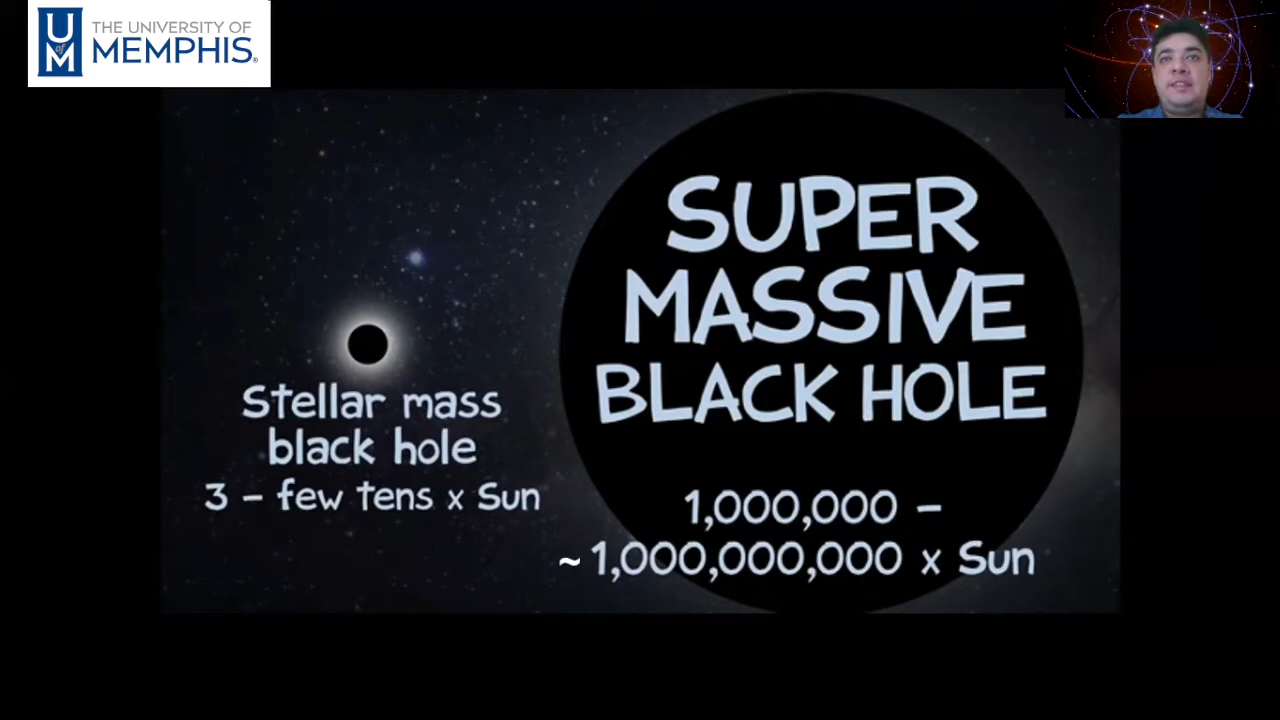 THE UNIVERSITY OF
MEMPHIS®
U
of
M
SUPER
MASSIVE
BLACK HOLE
Stellar mass
black hole
3 – few tens x Sun
1,000,000 –
~ 1,000,000,000 x Sun